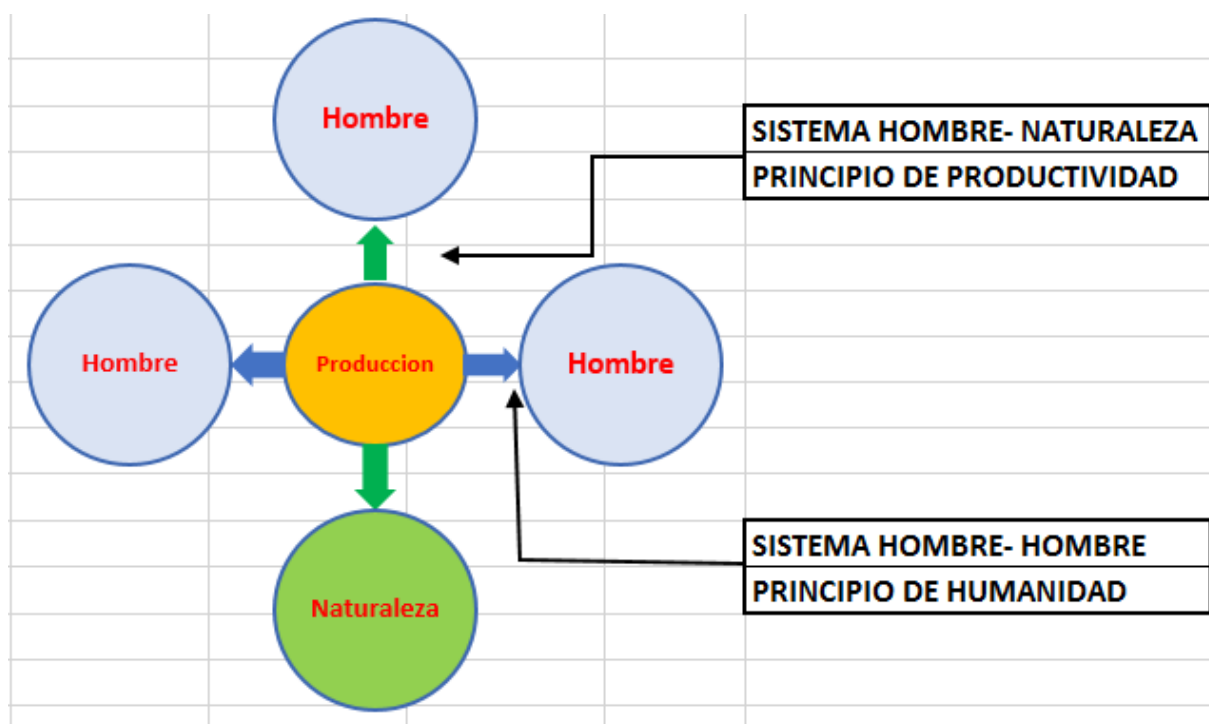 Hombre
SISTEMA HOMBRE- NATURALEZA
PRINCIPIO DE PRODUCTIVIDAD
Hombre
Produccion
Hombre
SISTEMA HOMBRE- HOMBRE
PRINCIPIO DE HUMANIDAD
Naturaleza